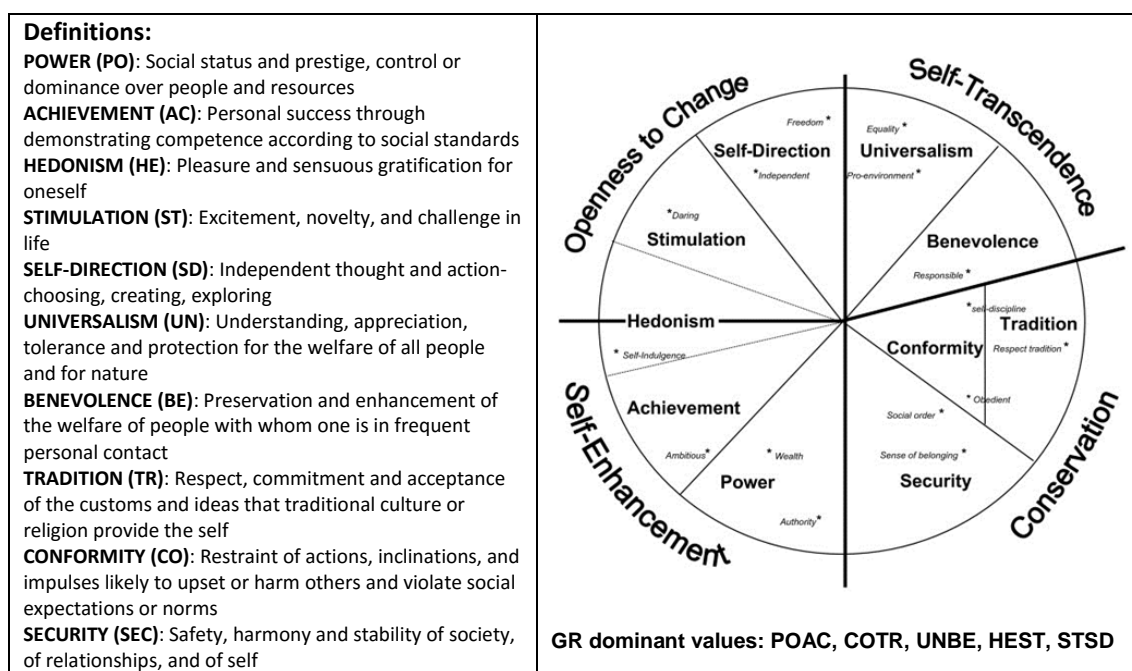 Definitions:
POWER (PO): Social status and prestige, control or
dominance over people and resources
ACHIEVEMENT (AC): Personal success through
demonstrating competence according to social standards
HEDONISM (HE): Pleasure and sensuous gratification for
oneself
STIMULATION (ST): Excitement, novelty, and challenge in
life
SELF-DIRECTION (SD): Independent thought and action-
choosing, creating, exploring
UNIVERSALISM (UN): Understanding, appreciation,
tolerance and protection for the welfare of all people
and for nature
BENEVOLENCE (BE): Preservation and enhancement of
the welfare of people with whom one is in frequent
personal contact
TRADITION (TR): Respect, commitment and acceptance
of the customs and ideas that traditional culture or
religion provide the self
CONFORMITY (CO): Restraint of actions, inclinations, and
impulses likely to upset or harm others and violate social
expectations or norms
SECURITY (SEC): Safety, harmony and stability of society,
of relationships, and of self
Openness to Change
Self-Transcendence
Freedom *
Self-Direction
* Independent
Equality *
Universalism
Pro-environment *
* Daring
Stimulation
Benevolence
Responsible *
Hedonism
* Self-Indulgence
* self-discipline
Tradition
Respect tradition *
Conformity
* Obedient
Achievement
Ambitious *
* Wealth
Power
Authority *
Social order *
Sense of belonging *
Security
Self-Enhancement
Conservation
GR dominant values: POAC, COTR, UNBE, HEST, STSD